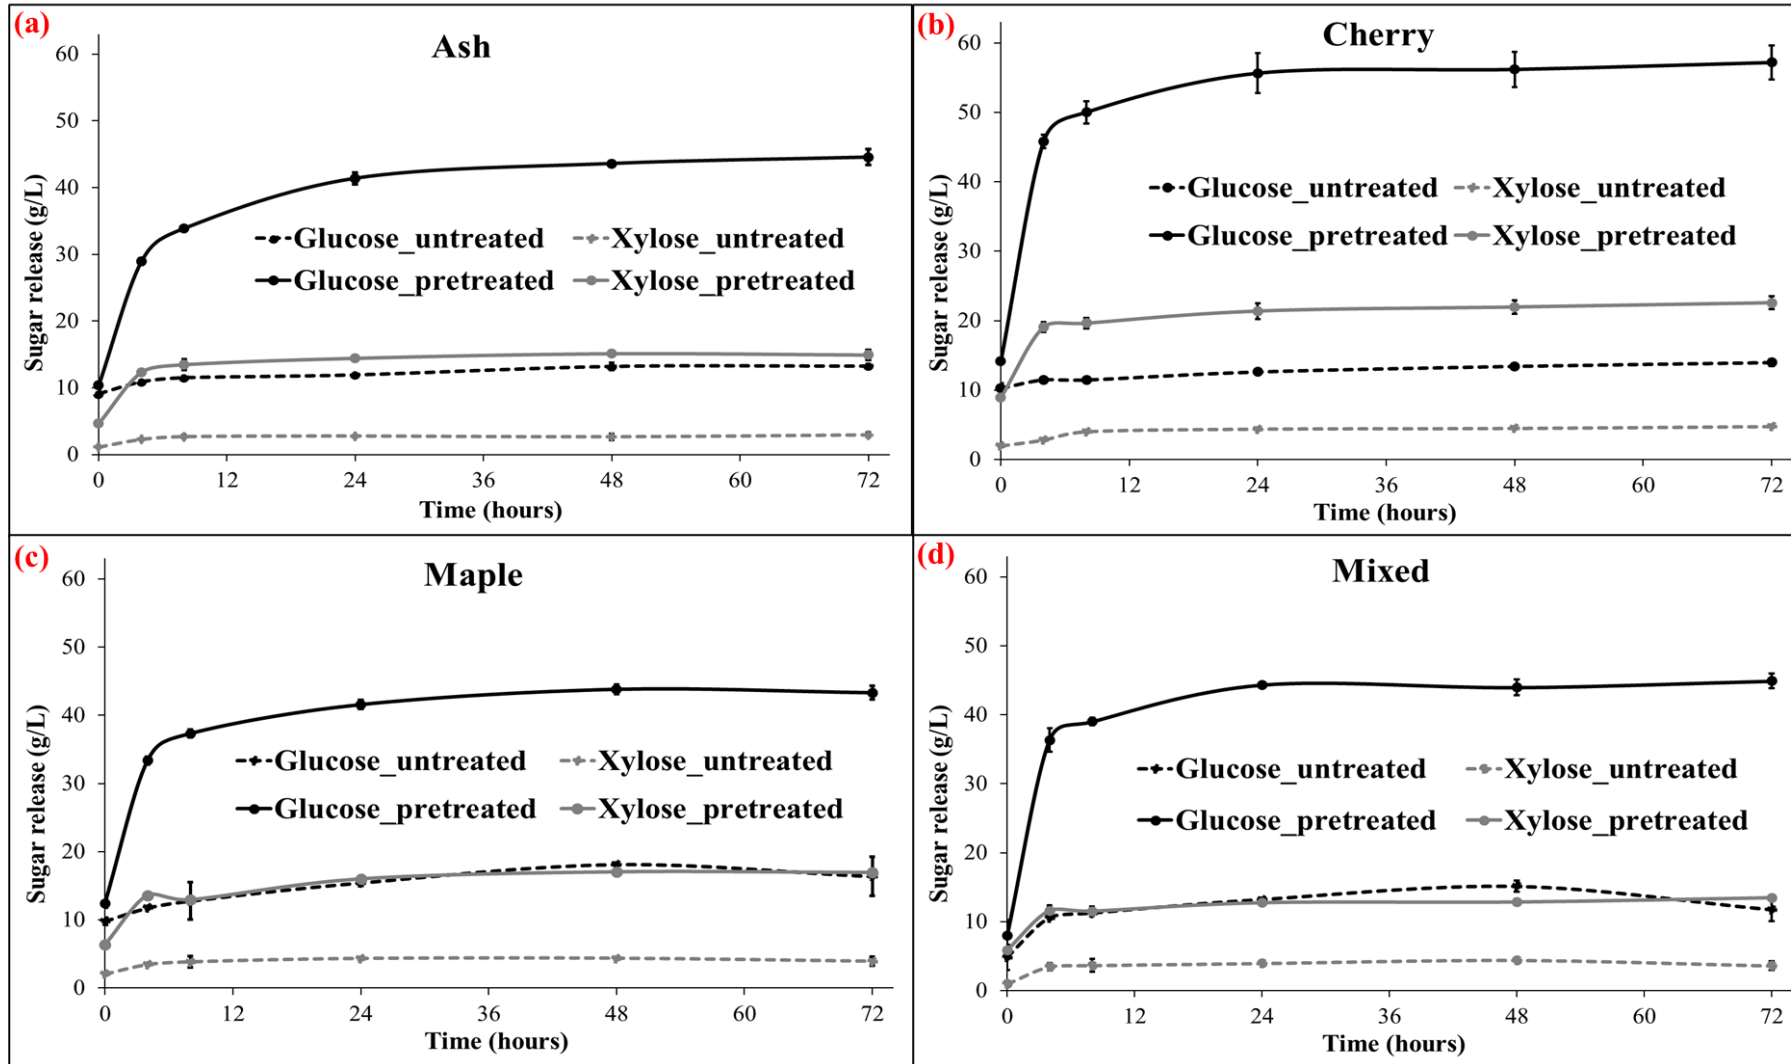 (a)
Ash
60
50
40
30
20
10
0
Sugar release (g/L)
Glucose_untreated
Xylose_untreated
Glucose_pretreated
Xylose_pretreated
0 12 24 36 48 60 72
Time (hours)
(b)
Cherry
60
50
40
30
20
10
0
Sugar release (g/L)
Glucose_untreated
Xylose_untreated
Glucose_pretreated
Xylose_pretreated
0 12 24 36 48 60 72
Time (hours)
(c)
Maple
60
50
40
30
20
10
0
Sugar release (g/L)
Glucose_untreated
Xylose_untreated
Glucose_pretreated
Xylose_pretreated
0 12 24 36 48 60 72
Time (hours)
(d)
Mixed
60
50
40
30
20
10
0
Sugar release (g/L)
Glucose_untreated
Xylose_untreated
Glucose_pretreated
Xylose_pretreated
0 12 24 36 48 60 72
Time (hours)